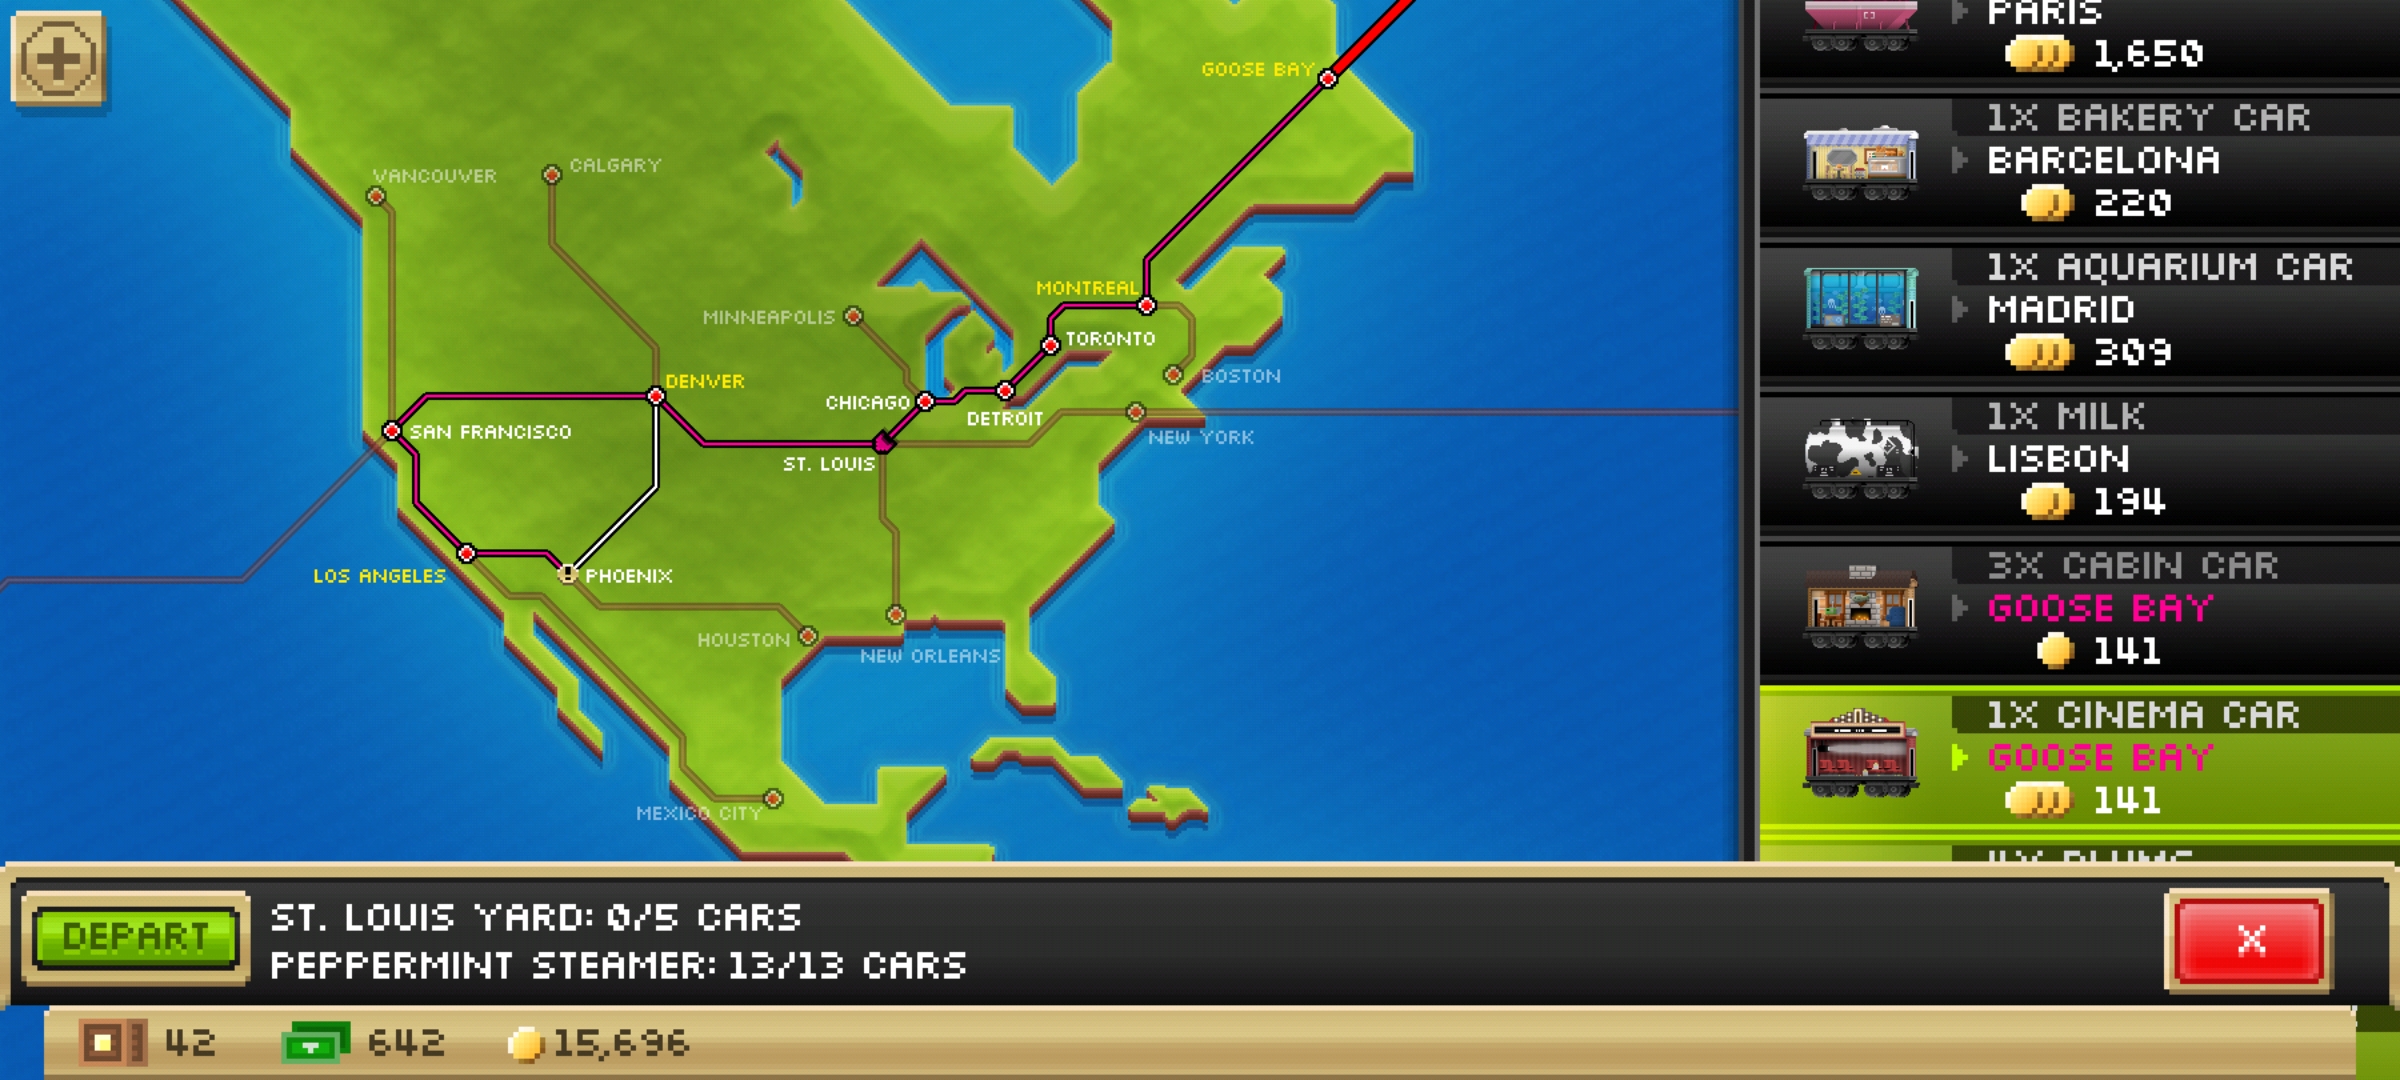 GOOSE BAY
VANCOUVER
CALGARY
MINNEAPOLIS
MONTREAL
TORONTO
BOSTON
DENVER
CHICAGO
DETROIT
NEW YORK
SAN FRANCISCO
ST. LOUIS
LOS ANGELES
PHOENIX
HOUSTON
NEW ORLEANS
MEXICO CITY
PARIS
1,650
1X BAKERY CAR
BARCELONA
220
1X AQUARIUM CAR
MADRID
309
1X MILK
LISBON
194
3X CABIN CAR
GOOSE BAY
141
1X CINEMA CAR
GOOSE BAY
141
DEPART
ST. LOUIS YARD: 0/5 CARS
PEPPERMINT STEAMER: 13/13 CARS
X
42
642
15,696